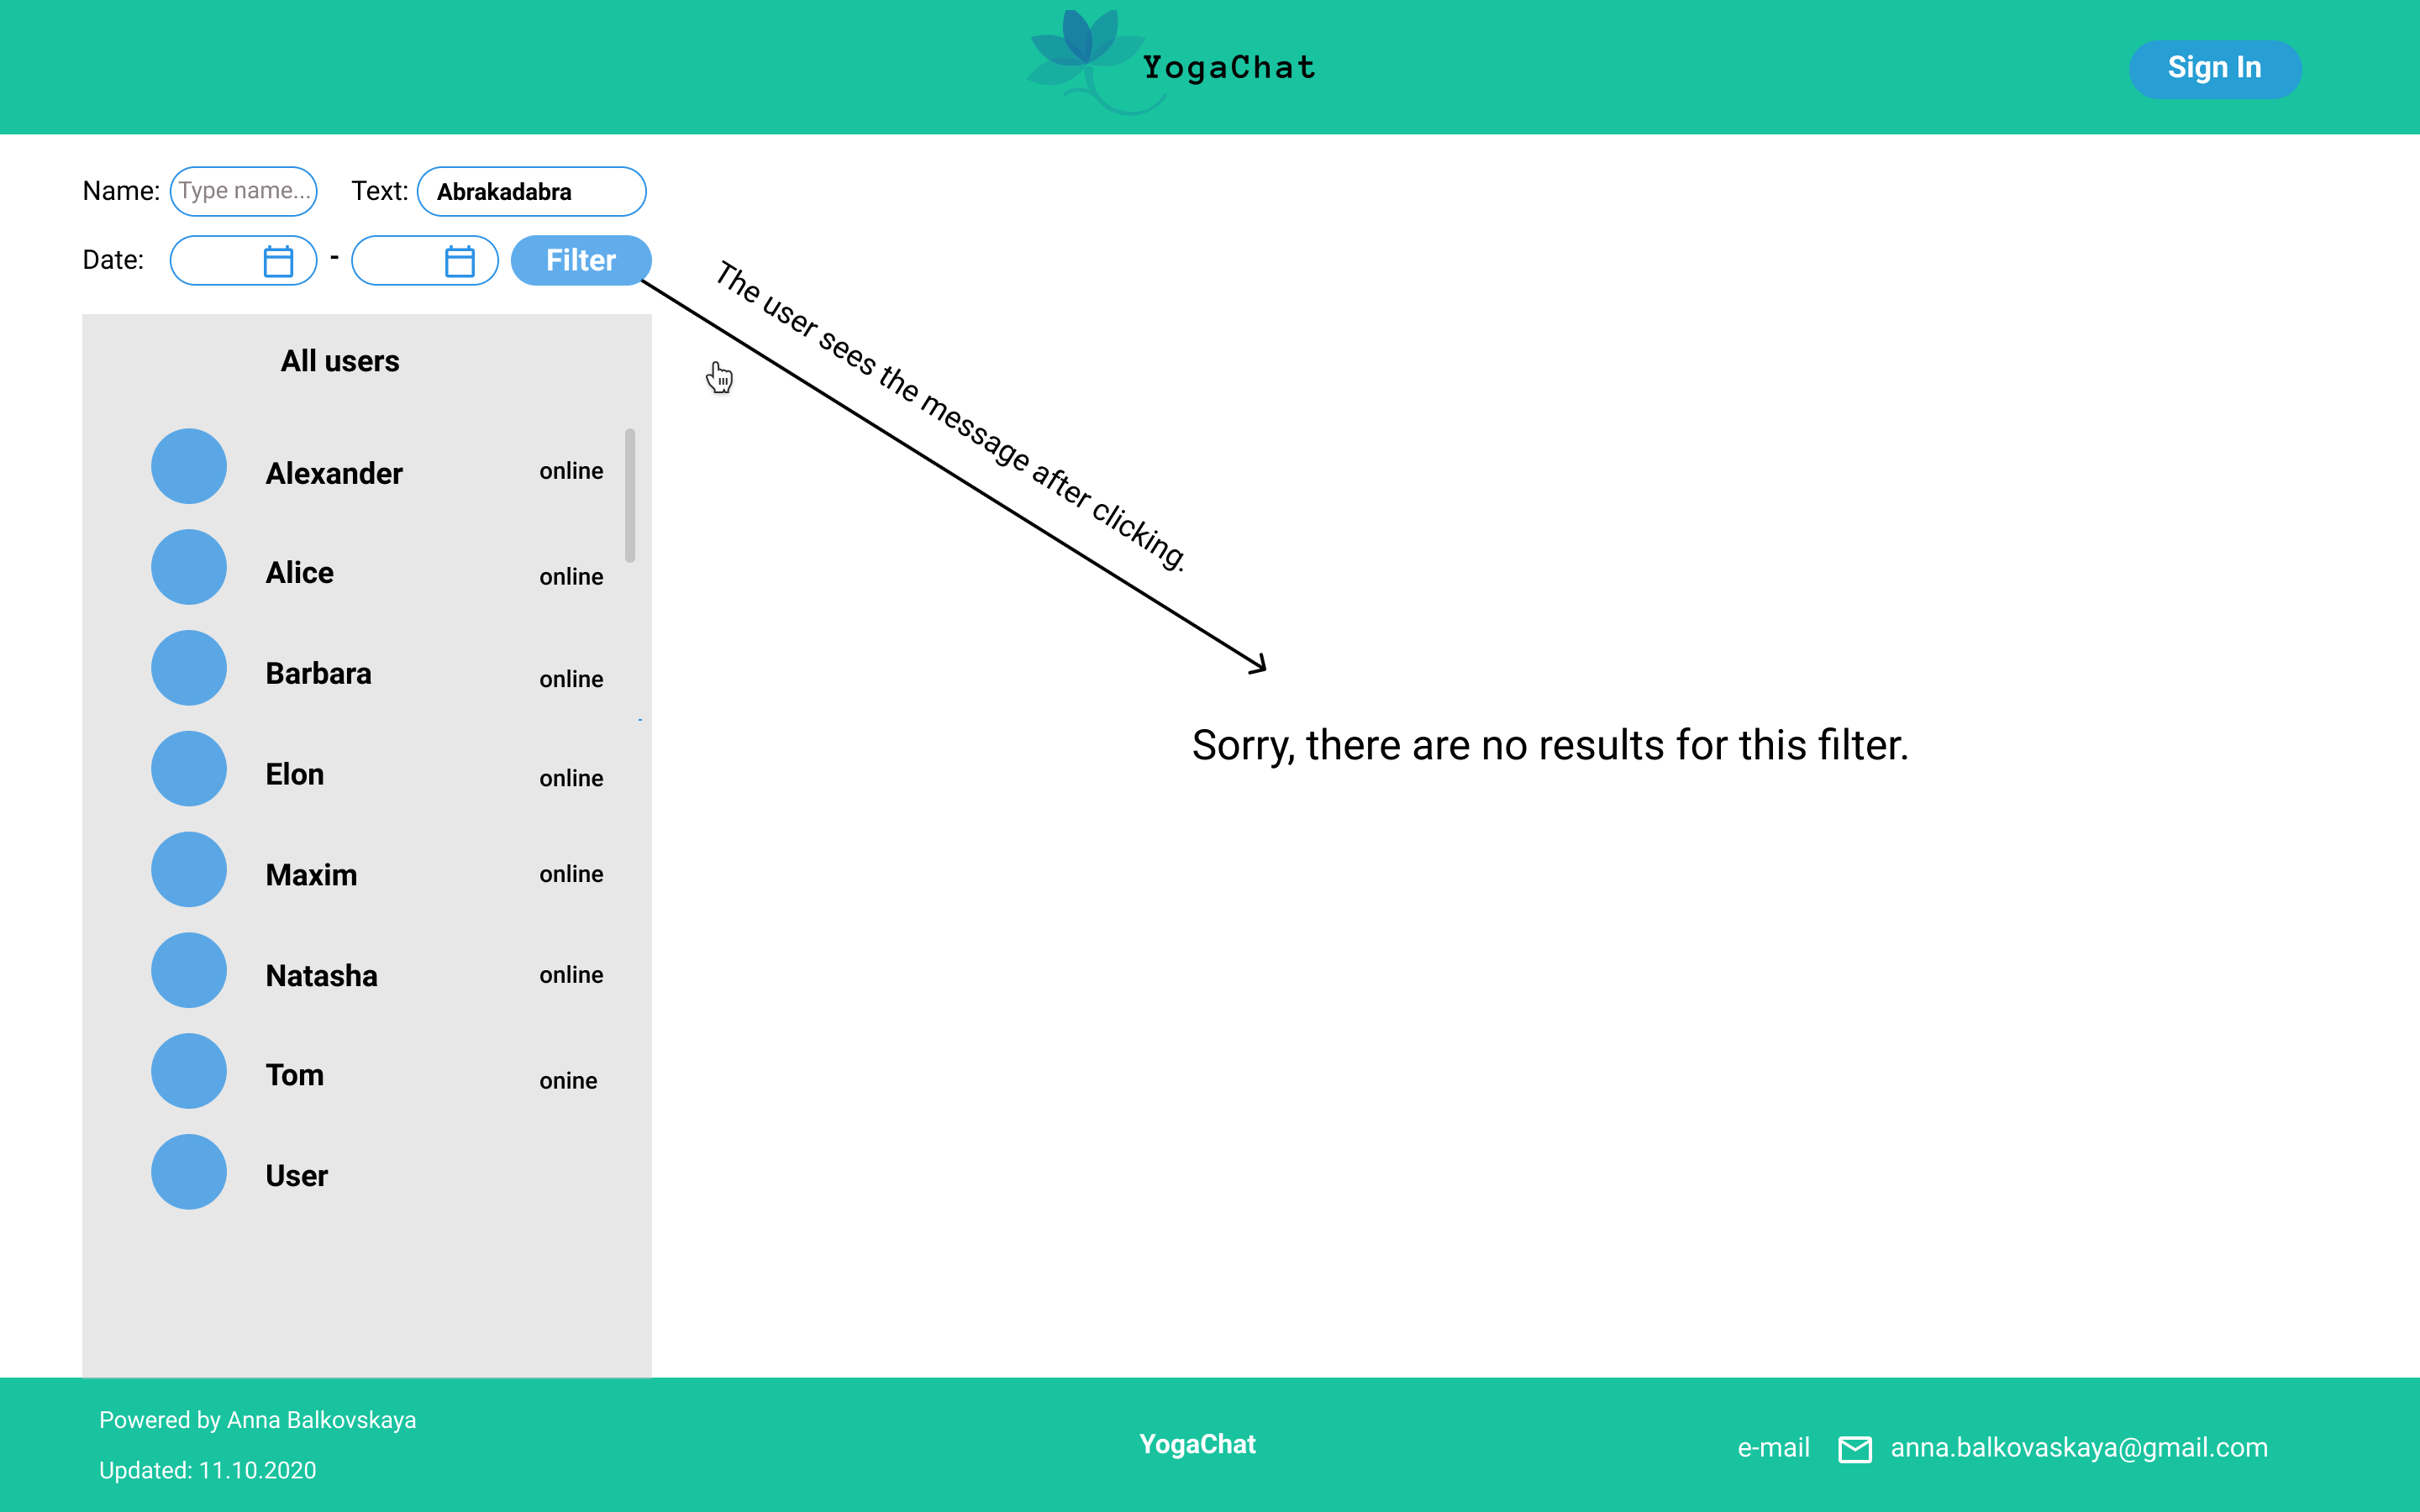 YogaChat
Sign In
Name: Type name... Text: Abrakadabra
Date: - Filter
The user sees the message after clicking.
All users
Alexander online
Alice online
Barbara online
Elon online
Maxim online
Natasha online
Tom onine
User
Sorry, there are no results for this filter.
Powered by Anna Balkovskaya
Updated: 11.10.2020
YogaChat
e-mail anna.balkovaskaya@gmail.com